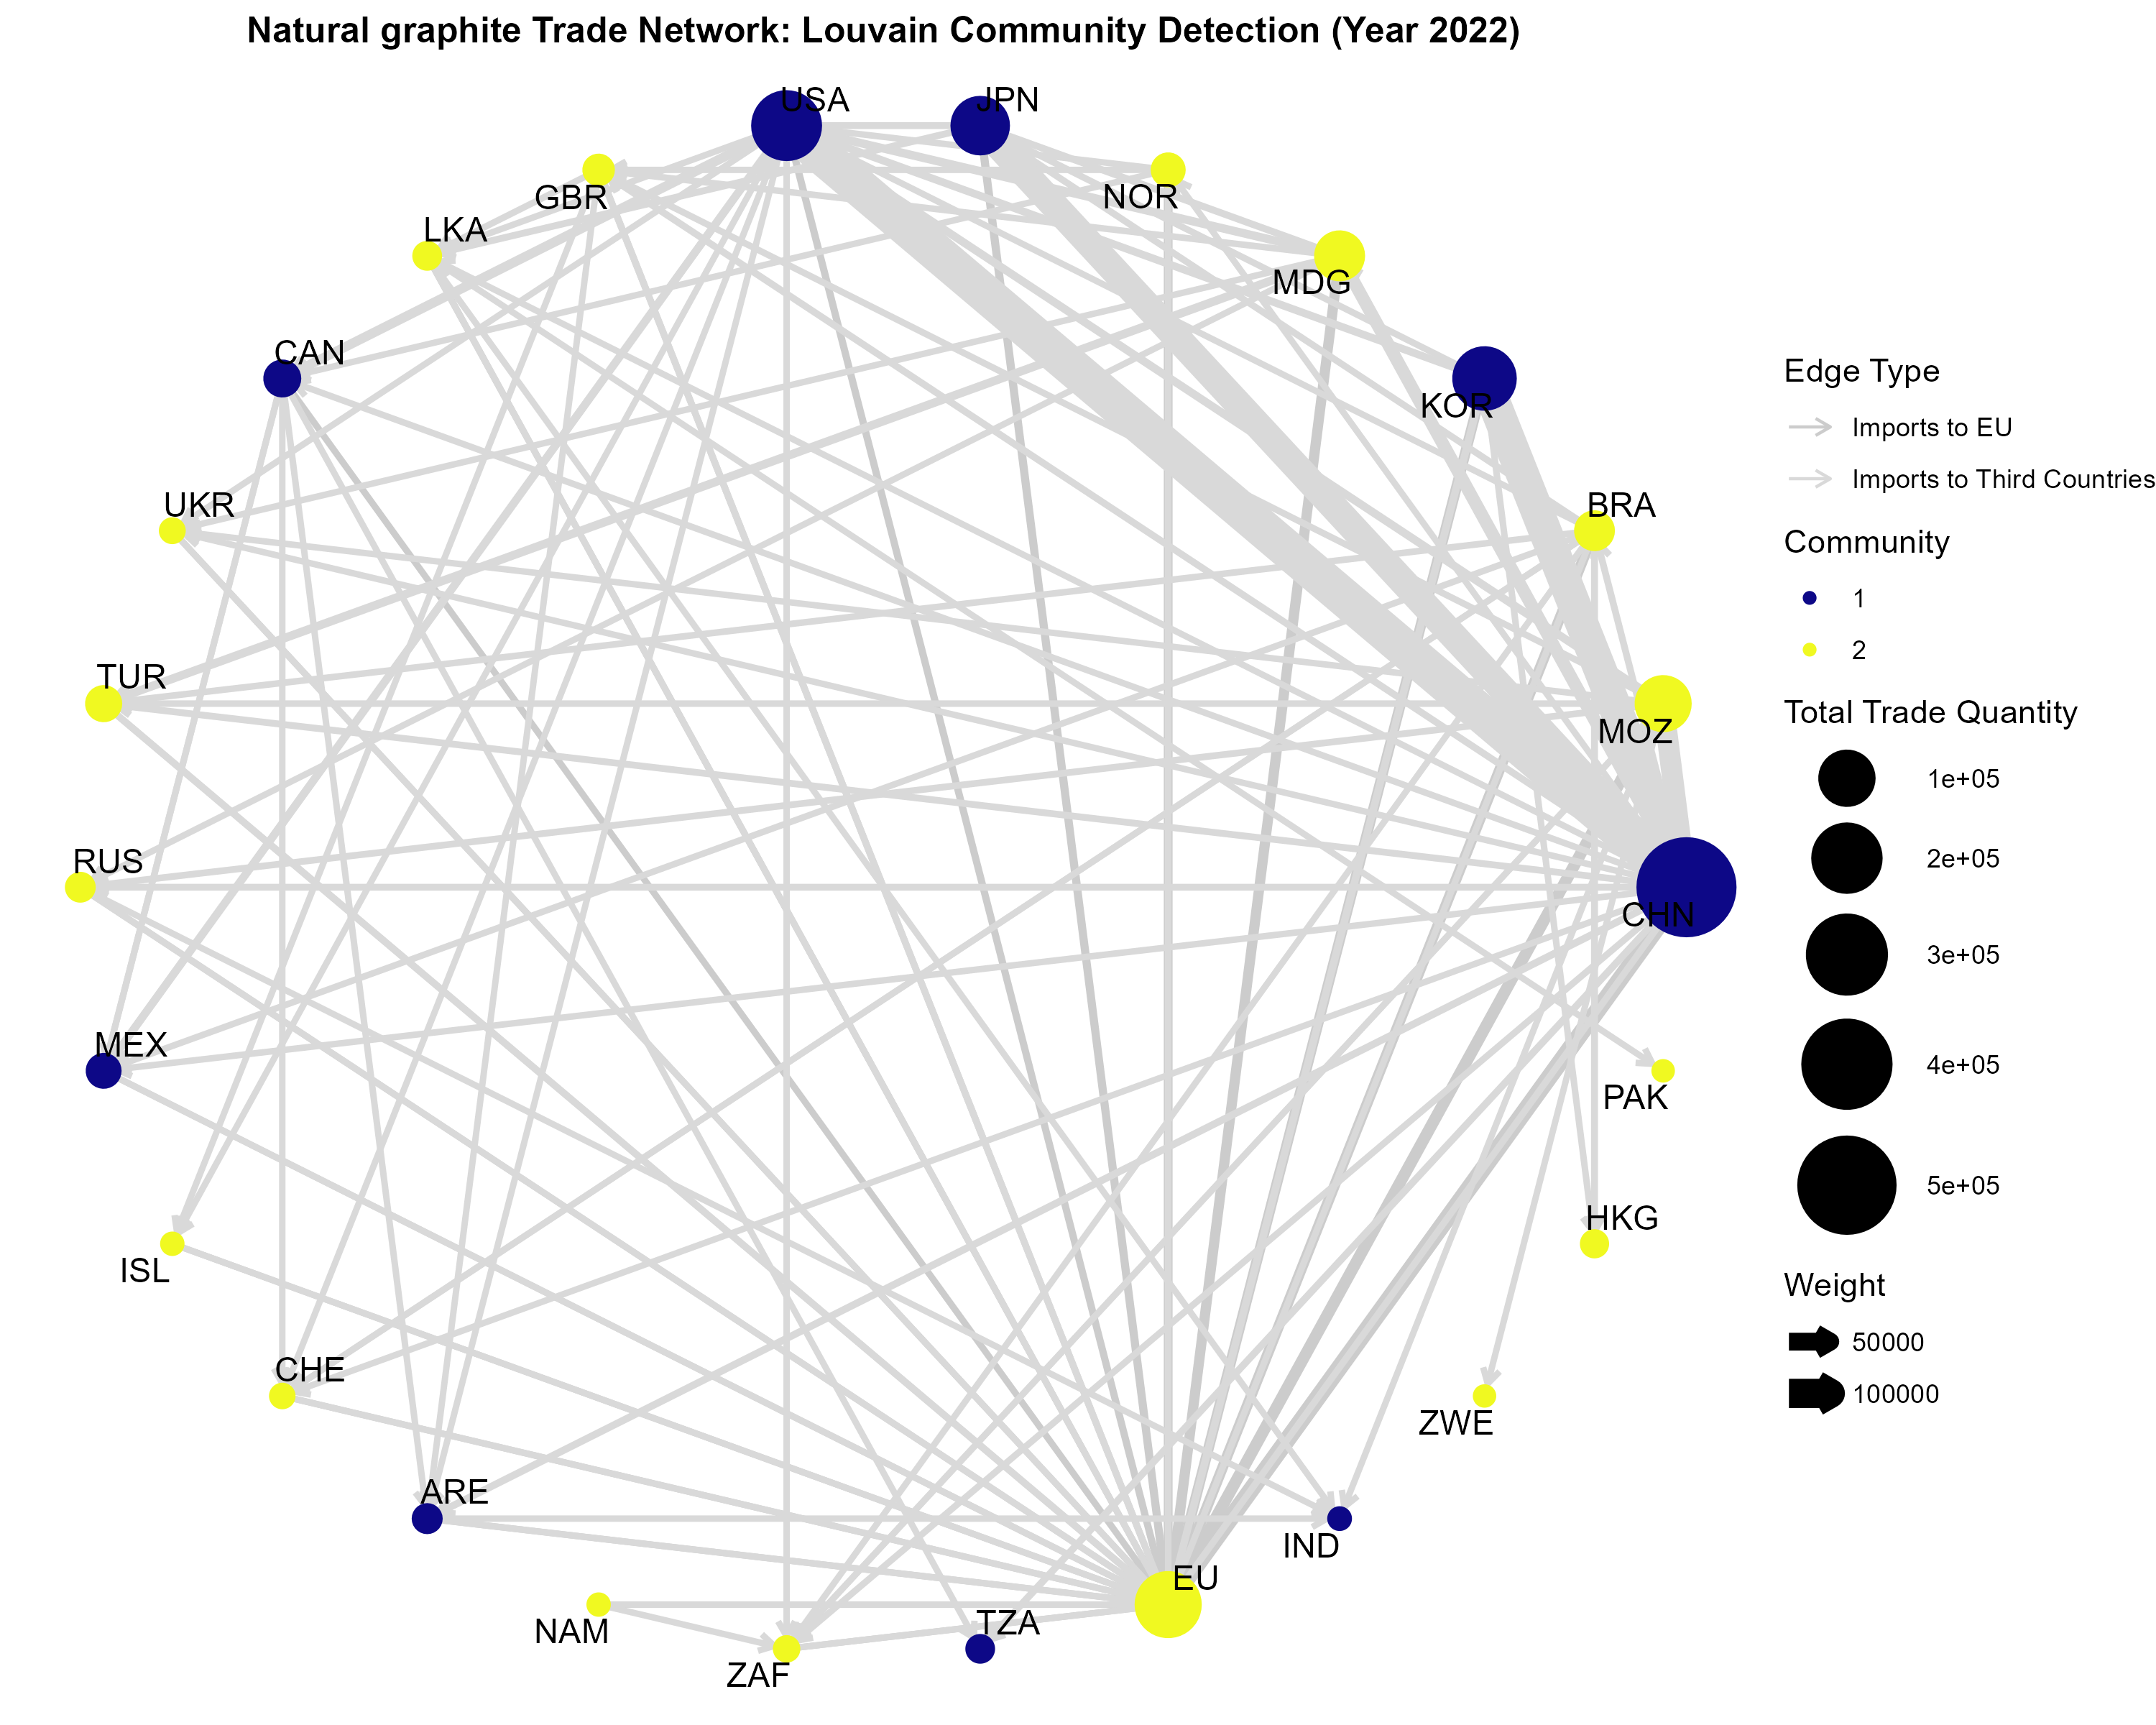 Natural graphite Trade Network: Louvain Community Detection (Year 2022)
USA
JPN
GBR
NOR
LKA
MDG
CAN
KOR
UKR
BRA
TUR
MOZ
RUS
CHN
MEX
PAK
ISL
HKG
CHE
ZWE
ARE
IND
EU
NAM
TZA
ZAF
Edge Type
Imports to EU
Imports to Third Countries
Community
1
2
Total Trade Quantity
1e+05
2e+05
3e+05
4e+05
5e+05
Weight
50000
100000